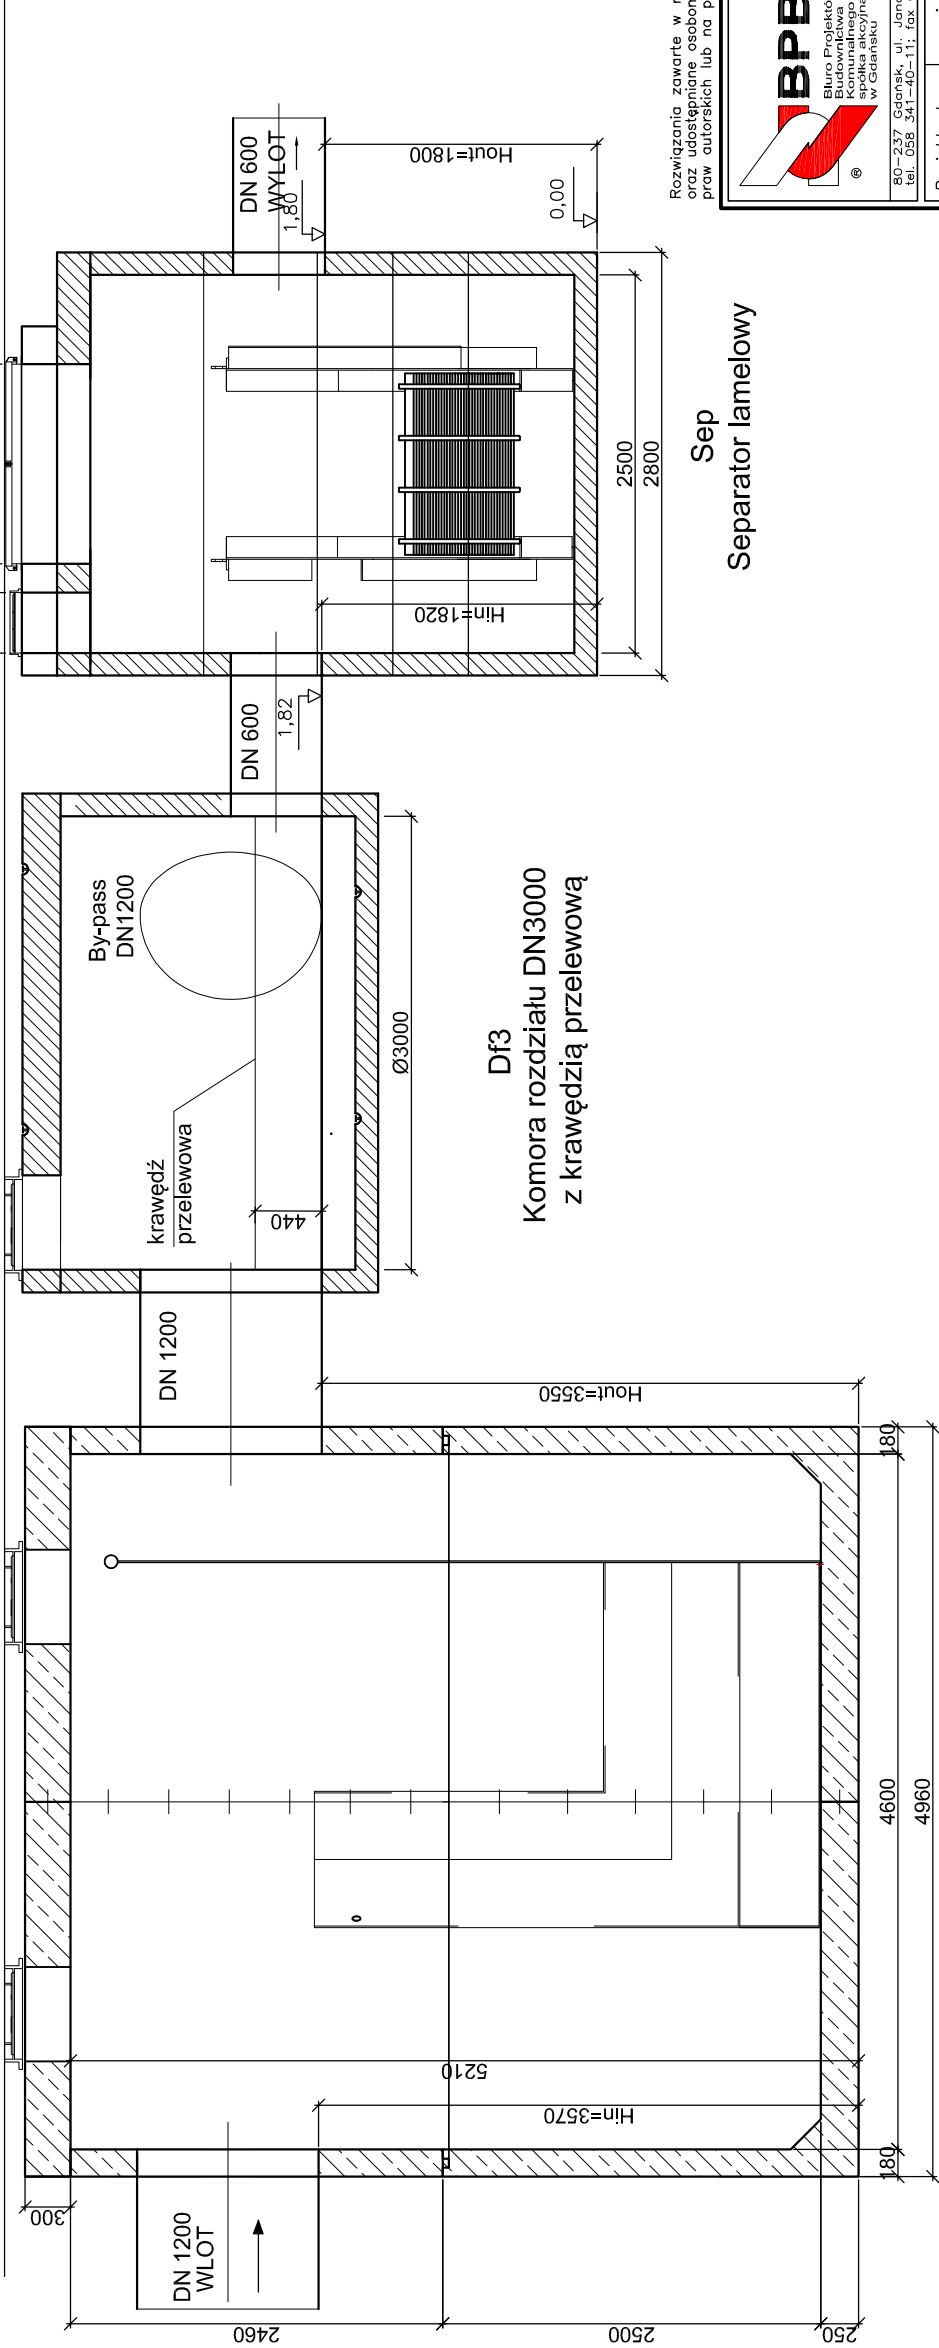 DN 1200
WLOT
300
2460
2500
250
180
4600
180
4960
Hin=3570
5210
Hout=3550
DN 1200
krawędź
przelewowa
440
By-pass
DN1200
Ø3000
Df3
Komora rozdziału DN3000
z krawędzią przelewową
DN 600
1,82
Hin=1820
2500
2800
Sep
Separator lamelowy
DN 600
WYLOT
1,80
Hout=1800
0,00
Rozwiązania zawarte w
oraz udostępniane
praw autorskich lub na
BPB
Biuro Projektó
Budownictwa
Komunalnego
spółka akcyjna
w Gdańsku
®
80-237 Gdańsk, ul.
tel. 058 341-40-11; fax